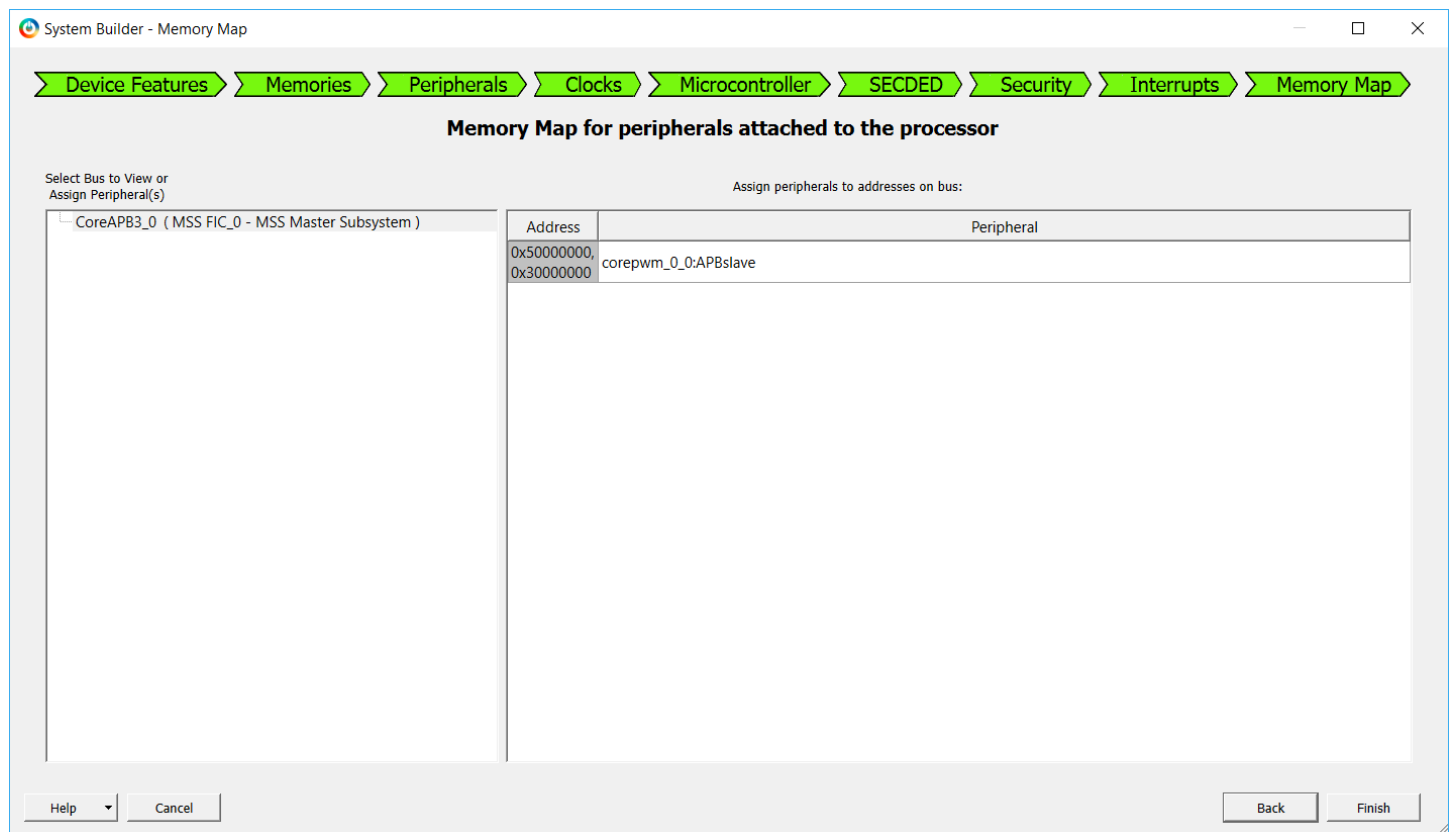 System Builder - Memory Map
Device Features Memories Peripherals Clocks Microcontroller SECDED Security Interrupts Memory Map
Memory Map for peripherals attached to the processor
Select Bus to View or
Assign Peripheral(s)
CoreAPB3_0 ( MSS FIC_0 - MSS Master Subsystem )
Assign peripherals to addresses on bus:
Address Peripheral
0x50000000,
0x30000000
corepwm_0_0:APBslave
Help Cancel Back Finish